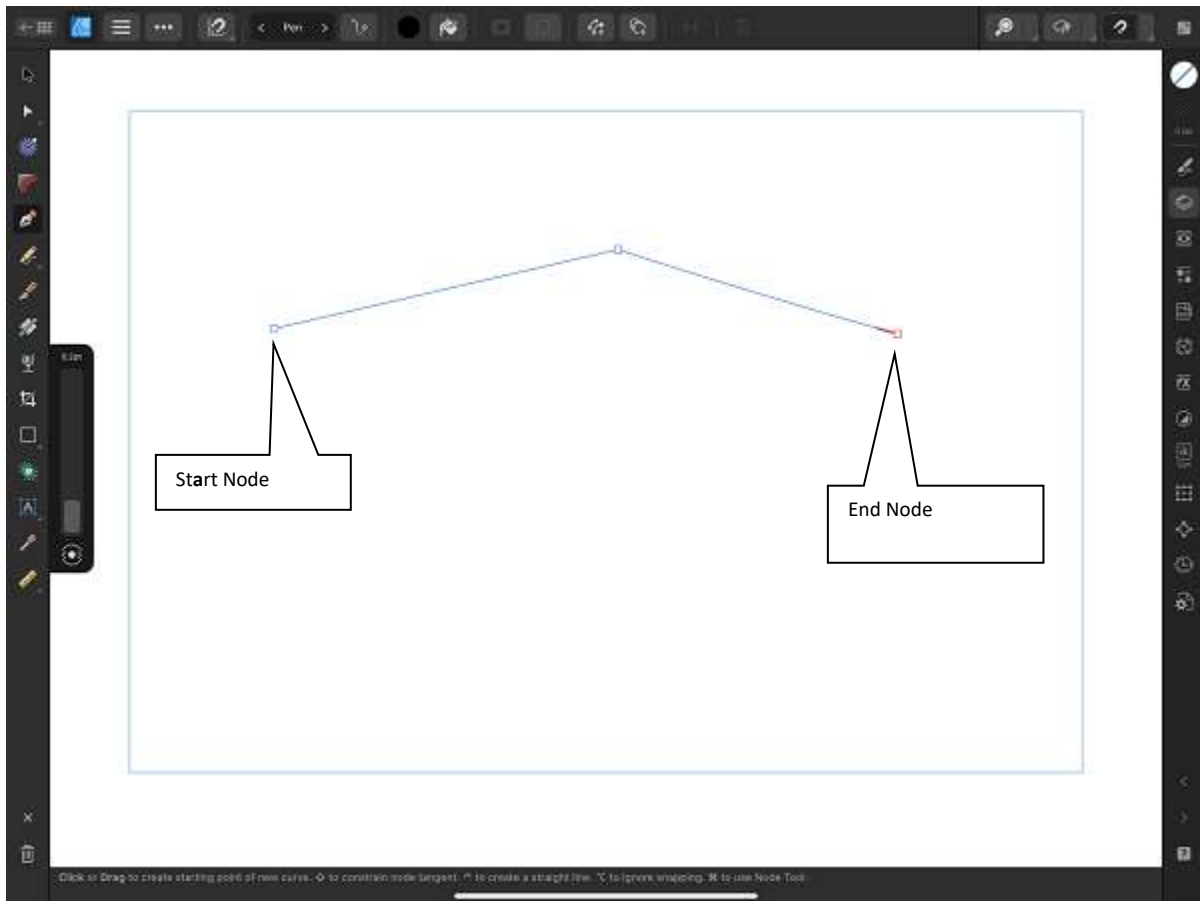 Pen
Start Node
End Node
Click or Drag to create starting point of new curve. ⇧ to constrain node tangent. ^ to create a straight line. ⌥ to ignore snapping. ⌘ to use Node Tool.